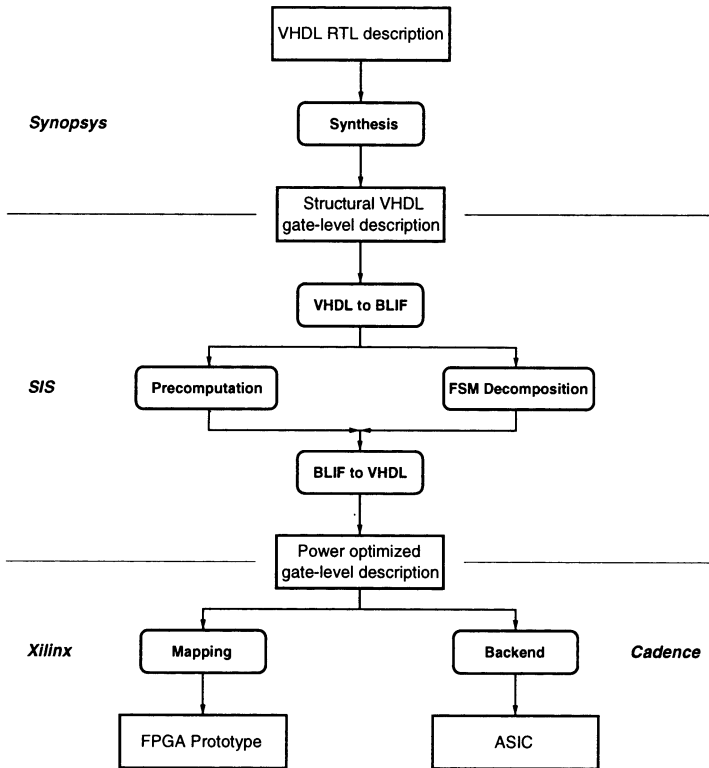 VHDL RTL description
Synopsys
Synthesis
Structural VHDL
gate-level description
VHDL to BLIF
SIS
Precomputation
FSM Decomposition
BLIF to VHDL
Power optimized
gate-level description
Xilinx
Mapping
Backend
Cadence
FPGA Prototype
ASIC